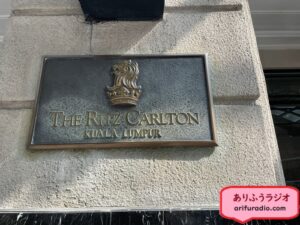 THE RITZ CARLTON
KUALA LUMPUR
ありふうラジオ
arifuradio.com